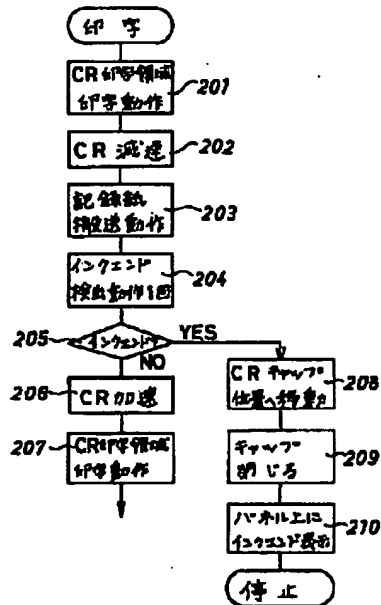 印字
CR印字領域
印字動作
201
CR 減速
202
記録紙
搬送動作
203
インクエンド
検出動作1回
204
205
インクエンド?
YES
NO
206
CR加速
207
CR印字領域
印字動作
CRキャップ
位置へ移動
208
キャップ
閉じる
209
パネル上に
インクエンド表示
210
停止